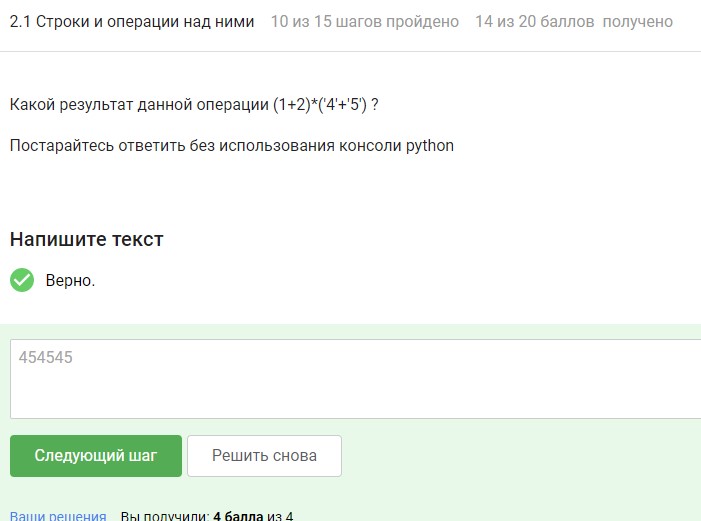 2.1 Строки и операции над ними 10 из 15 шагов пройдено 14 из 20 баллов получено
Какой результат данной операции (1+2)*('4'+'5') ?
Постарайтесь ответить без использования консоли python
Напишите текст
Верно.
454545
Следующий шаг Решить снова
Ваши решения Вы получили: 4 балла из 4